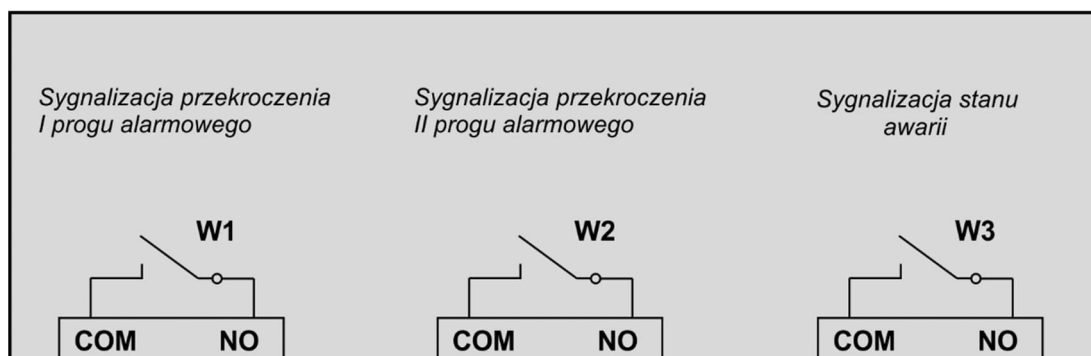 Sygnalizacja przekroczenia
I progu alarmowego
Sygnalizacja przekroczenia
II progu alarmowego
Sygnalizacja stanu
awarii
W1
W2
W3
COM NO
COM NO
COM NO